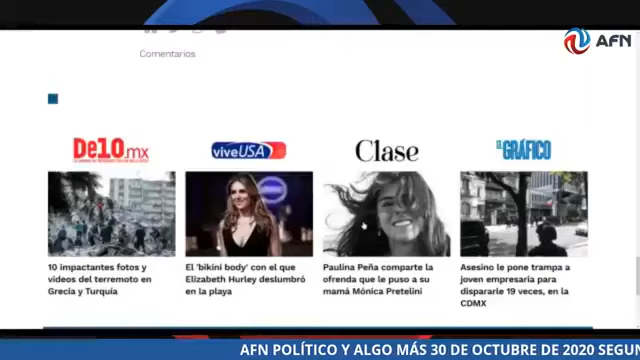 AFN
Comentarios
De10.mx
viveUSA
Clase
EL GRÁFICO
10 impactantes fotos y
videos del terremoto en
Grecia y Turquía
El 'bikini body' con el que
Elizabeth Hurley deslumbró
en la playa
Paulina Peña comparte la
ofrenda que le puso a su
mamá Mónica Pretelini
Asesino le pone trampa a
joven empresaria para
dispararle 19 veces, en la
CDMX
AFN POLÍTICO Y ALGO MÁS 30 DE OCTUBRE DE 2020 SEGUN